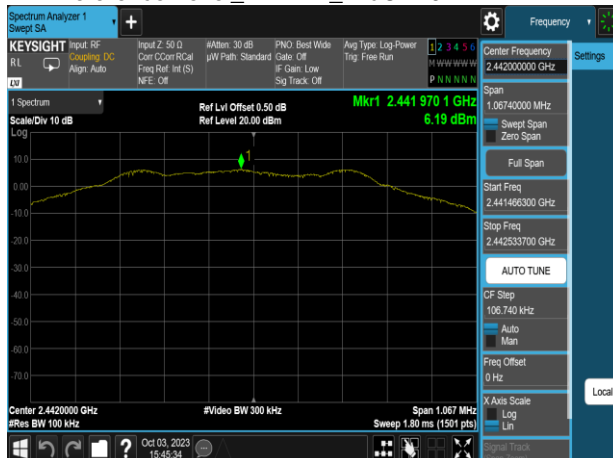 Spectrum Analyzer 1
Swept SA
Frequency
KEYSIGHT
RL
LXI
Input: RF
Coupling: DC
Align: Auto
Input Z: 50 Ω
Corr CCorr RCal
Freq Ref: Int (S)
NFE: Off
#Atten: 30 dB
µW Path: Standard
PNO: Best Wide
Gate: Off
IF Gain: Low
Sig Track: Off
Avg Type: Log-Power
Trig: Free Run
1 2 3 4 5 6
M W W W W W
P N N N N N
1 Spectrum
Scale/Div 10 dB
Log
Ref Lvl Offset 0.50 dB
Ref Level 20.00 dBm
Mkr1 2.441 970 1 GHz
6.19 dBm
1
10.0
0.00
-10.0
-20.0
-30.0
-40.0
-50.0
-60.0
-70.0
Center 2.4420000 GHz
#Res BW 100 kHz
#Video BW 300 kHz
Span 1.067 MHz
Sweep 1.80 ms (1501 pts)
Oct 03, 2023
15:45:34
Center Frequency
2.442000000 GHz
Span
1.06740000 MHz
Swept Span
Zero Span
Full Span
Start Freq
2.441466300 GHz
Stop Freq
2.442533700 GHz
AUTO TUNE
CF Step
106.740 kHz
Auto
Man
Freq Offset
0 Hz
X Axis Scale
Log
Lin
Signal Track
Settings
Local